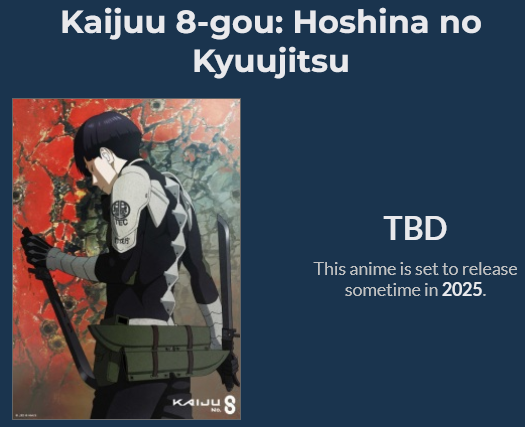 Kaijuu 8-gou: Hoshina no
Kyuujitsu
TBD
This anime is set to release
sometime in 2025.
KAIJU No. 8